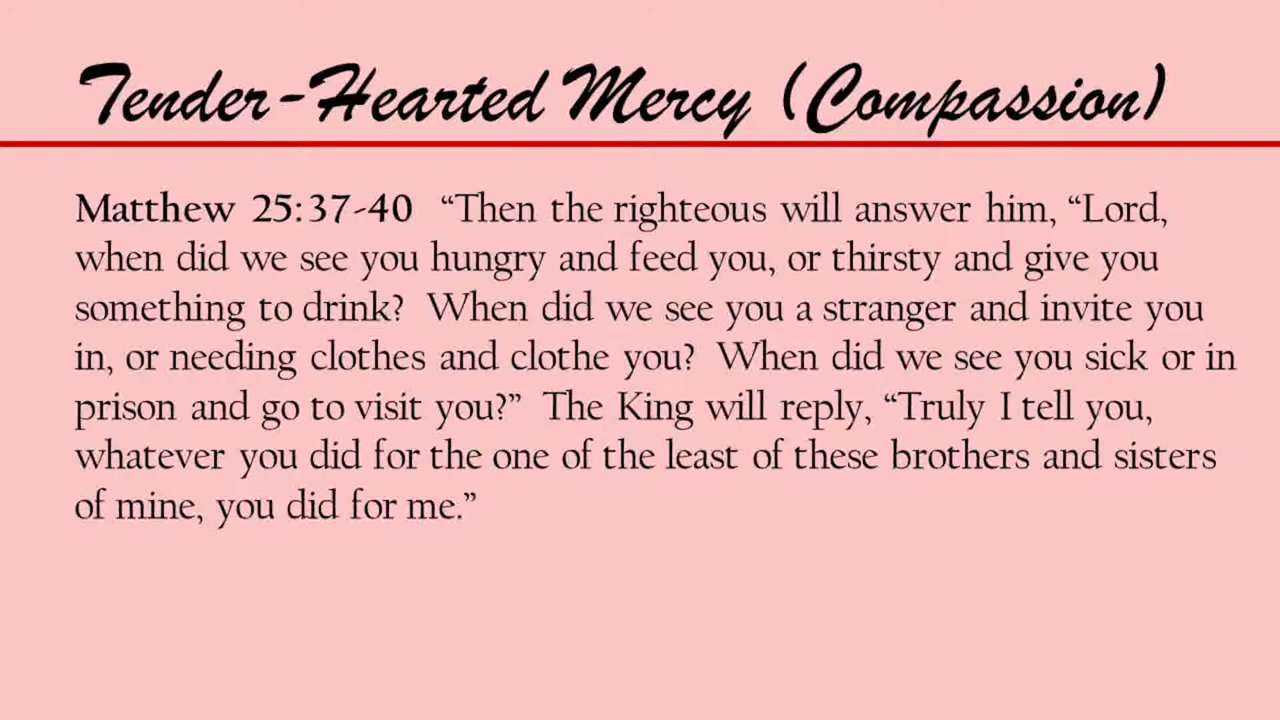 Tender-Hearted Mercy (Compassion)
Matthew 25:37-40 “Then the righteous will answer him, “Lord,
when did we see you hungry and feed you, or thirsty and give you
something to drink? When did we see you a stranger and invite you
in, or needing clothes and clothe you? When did we see you sick or in
prison and go to visit you?” The King will reply, “Truly I tell you,
whatever you did for the one of the least of these brothers and sisters
of mine, you did for me.”